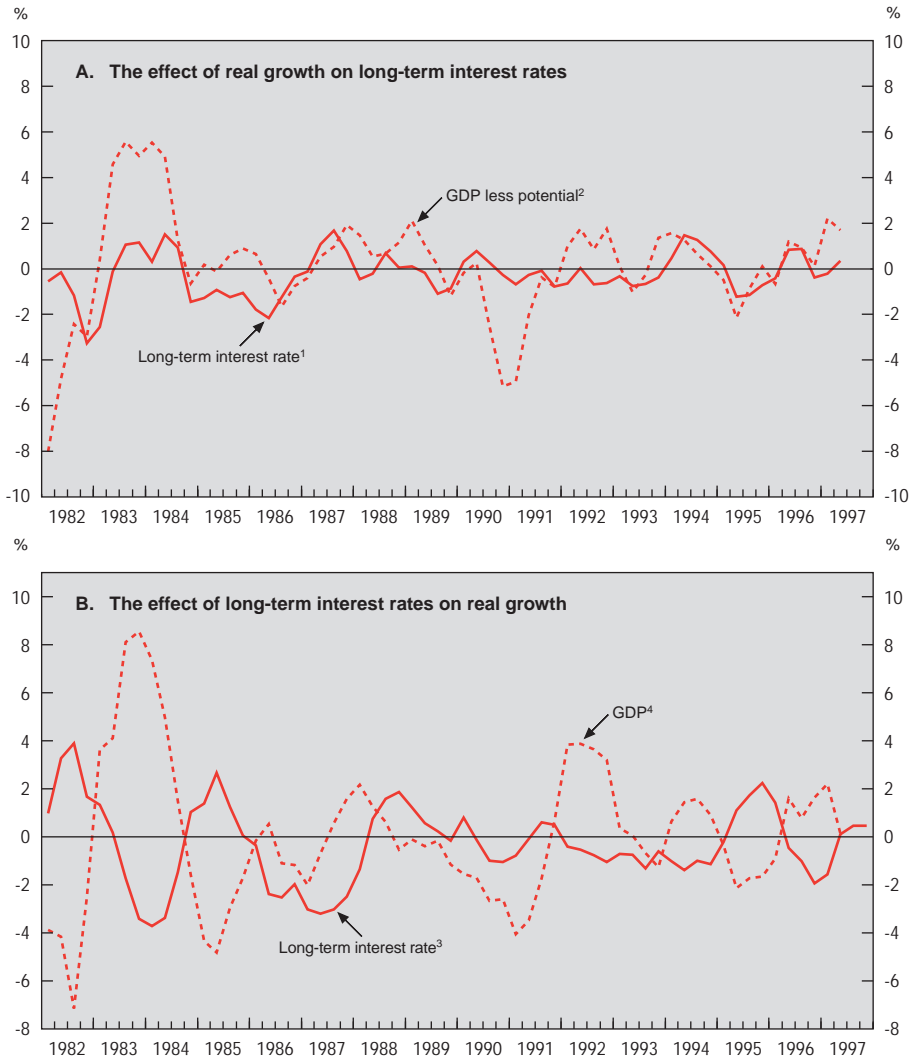 % %
10 10
A. The effect of real growth on long-term interest rates
8 8
6 6
4 4
GDP less potential²
2 2
0 0
-2 -2
Long-term interest rate¹
-4 -4
-6 -6
-8 -8
-10 -10
1982 1983 1984 1985 1986 1987 1988 1989 1990 1991 1992 1993 1994 1995 1996 1997
% %
10 10
B. The effect of long-term interest rates on real growth
8 8
6 6
GDP⁴
4 4
2 2
0 0
-2 -2
-4 -4
Long-term interest rate³
-6 -6
-8 -8
1982 1983 1984 1985 1986 1987 1988 1989 1990 1991 1992 1993 1994 1995 1996 1997